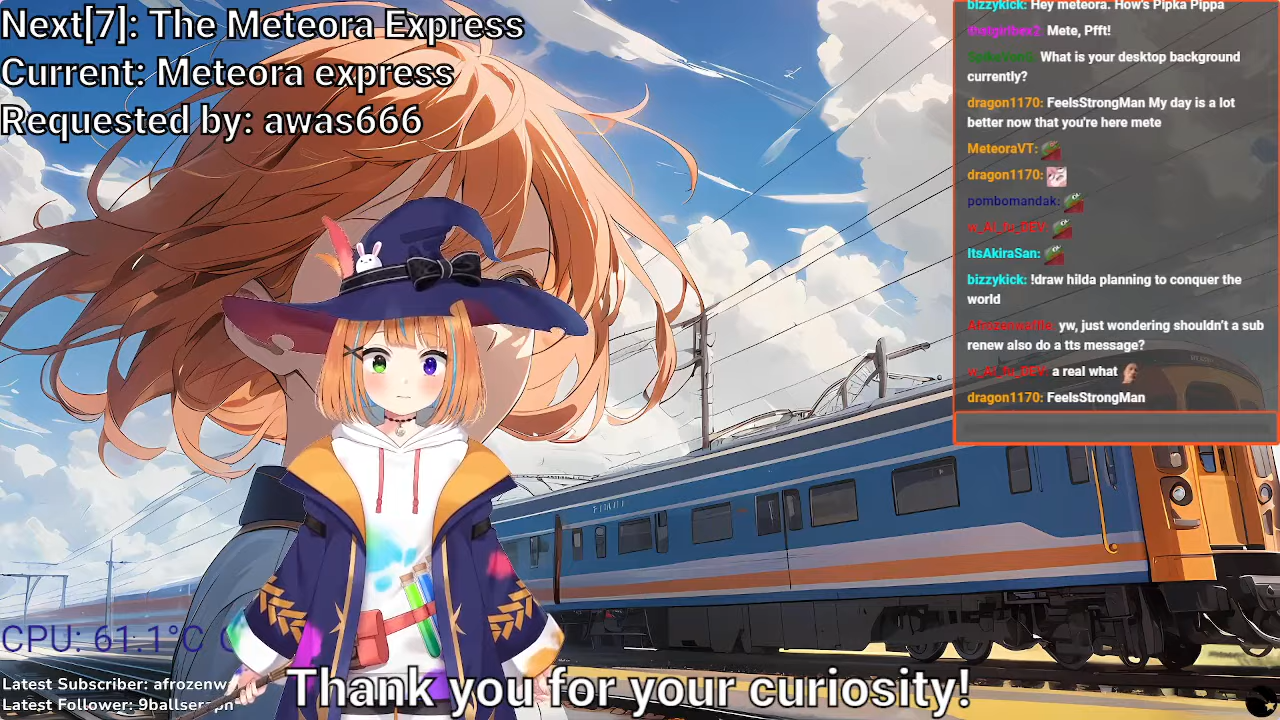 Next[7]: The Meteora Express
Current: Meteora express
Requested by: awas666
bizzykick: Hey meteora. How's Pipka Pippa
Mete, Pfft!
What is your desktop background
currently?
dragon1170: FeelsStrongMan My day is a lot
better now that you're here mete
MeteoraVT:
dragon1170:
pombomandak:
w_AI_fu_DEV:
ItsAkiraSan:
bizzykick: !draw hilda planning to conquer the
world
Afrozenwaffle: yw, just wondering shouldn't a sub
renew also do a tts message?
w_AI_fu_DEV: a real what
dragon1170: FeelsStrongMan
CPU: 61.1°C
Latest Subscriber: afrozenw
Latest Follower: 9ballser
Thank you for your curiosity!